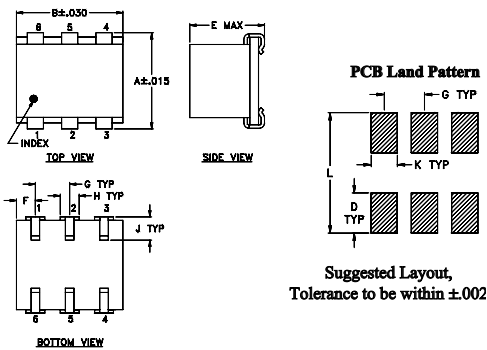 B±.030
6 5 4
A±.015
INDEX
1 2 3
TOP VIEW
E MAX
SIDE VIEW
PCB Land Pattern
G TYP
K TYP
L
D
TYP
Suggested Layout,
Tolerance to be within ±.002
G TYP
H TYP
F
1 2 3
J TYP
6 5 4
BOTTOM VIEW